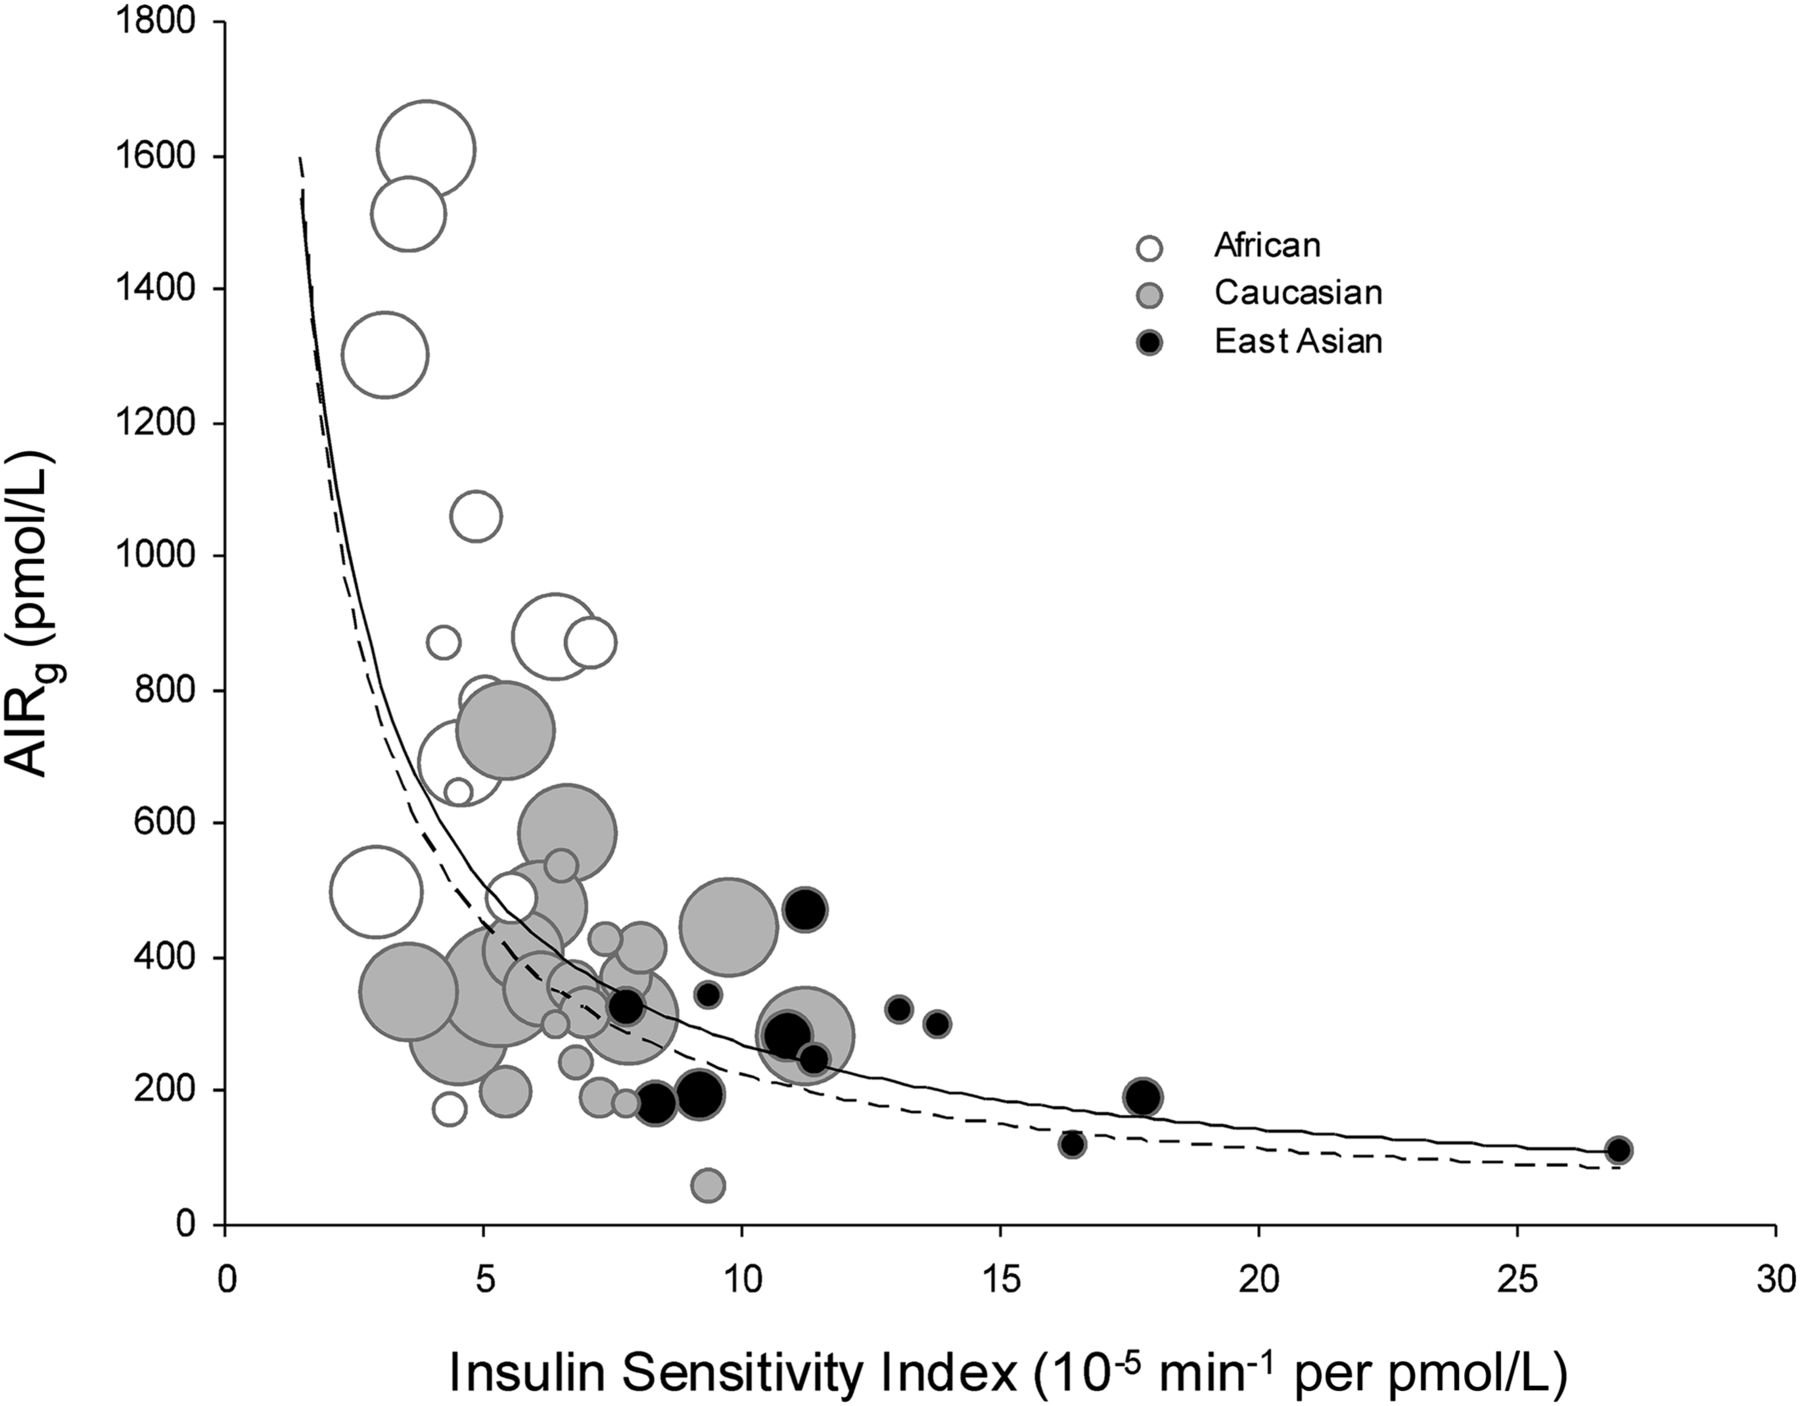 1800
1600
1400
1200
1000
800
600
400
200
0
AIRg (pmol/L)
African
Caucasian
East Asian
0 5 10 15 20 25 30
Insulin Sensitivity Index (10-5 min-1 per pmol/L)